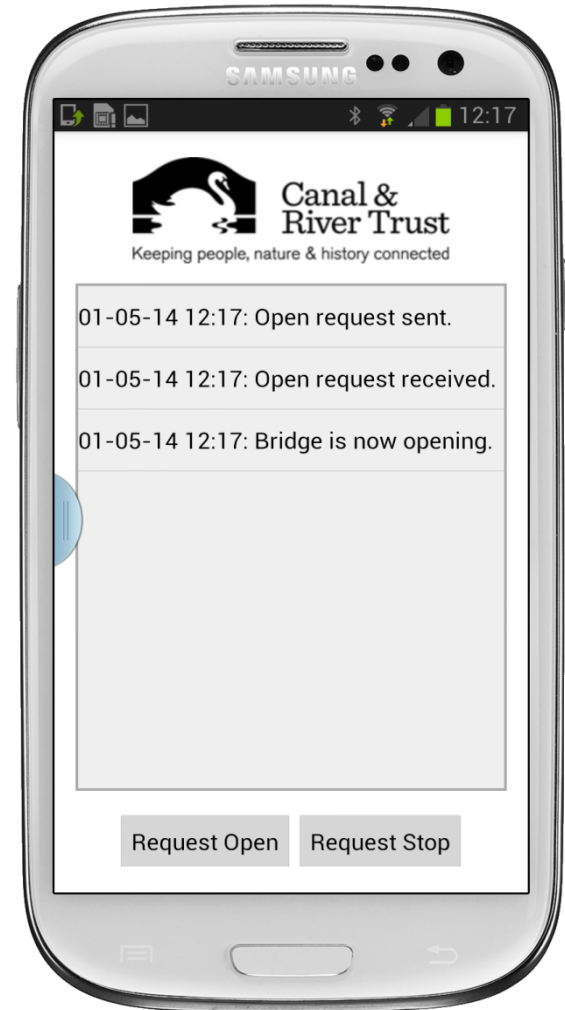 SAMSUNG
12:17
Canal &
River Trust
Keeping people, nature & history connected
01-05-14 12:17: Open request sent.
01-05-14 12:17: Open request received.
01-05-14 12:17: Bridge is now opening.
Request Open
Request Stop